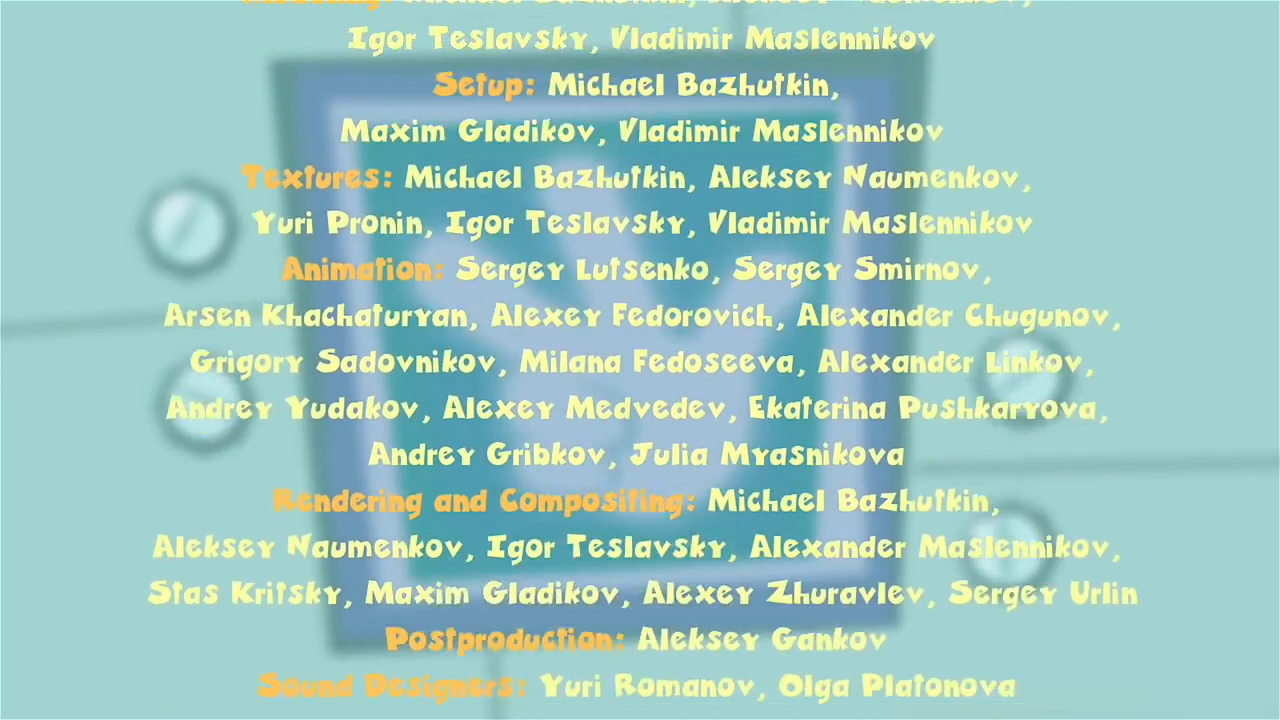 Igor Teslavsky, Vladimir Maslennikov
Setup: Michael Bazhutkin,
Maxim Gladikov, Vladimir Maslennikov
Textures: Michael Bazhutkin, Aleksey Naumenkov,
Yuri Pronin, Igor Teslavsky, Vladimir Maslennikov
Animation: Sergey Lutsenko, Sergey Smirnov,
Arsen Khachaturyan, Alexey Fedorovich, Alexander Chugunov,
Grigory Sadovnikov, Milana Fedoseeva, Alexander Linkov,
Andrey Yudakov, Alexey Medvedev, Ekaterina Pushkaryova,
Andrey Gribkov, Julia Myasnikova
Rendering and Compositing: Michael Bazhutkin,
Aleksey Naumenkov, Igor Teslavsky, Alexander Maslennikov,
Stas Kritsky, Maxim Gladikov, Alexey Zhuravlev, Sergey Urlin
Postproduction: Aleksey Gankov
Sound Designers: Yuri Romanov, Olga Platonova